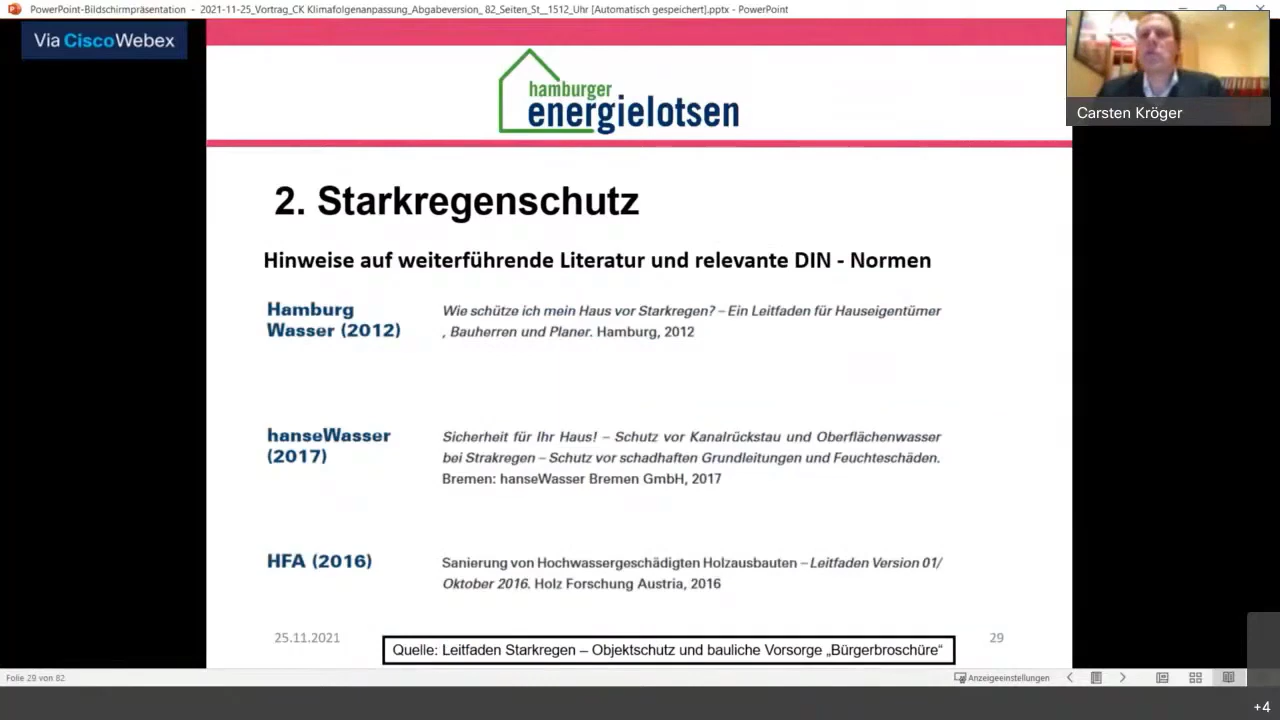 PowerPoint-Bildschirmpräsentation - 2021-11-25_Vortrag_CK Klimafolgenanpassung_Abgabeversion_ 82_Seiten_St__1512_Uhr [Automatisch gespeichert].pptx - PowerPoint
Via CiscoWebex
hamburger
energielotsen
Carsten Kröger
2. Starkregenschutz
Hinweise auf weiterführende Literatur und relevante DIN - Normen
Hamburg
Wasser (2012)
Wie schütze ich mein Haus vor Starkregen? – Ein Leitfaden für Hauseigentümer
, Bauherren und Planer. Hamburg, 2012
hanseWasser
(2017)
Sicherheit für Ihr Haus! – Schutz vor Kanalrückstau und Oberflächenwasser
bei Strakregen – Schutz vor schadhaften Grundleitungen und Feuchteschäden.
Bremen: hanseWasser Bremen GmbH, 2017
HFA (2016)
Sanierung von Hochwassergeschädigten Holzausbauten – Leitfaden Version 01/
Oktober 2016. Holz Forschung Austria, 2016
25.11.2021
Quelle: Leitfaden Starkregen – Objektschutz und bauliche Vorsorge „Bürgerbroschüre“
29
Folie 29 von 82
Anzeigeeinstellungen
+4